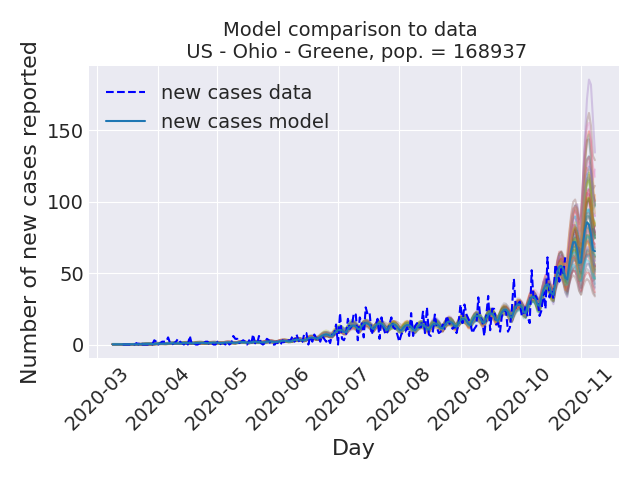 Model comparison to data
US - Ohio - Greene, pop. = 168937
Number of new cases reported
150
100
50
0
new cases data
new cases model
2020-03
2020-04
2020-05
2020-06
2020-07
2020-08
2020-09
2020-10
2020-11
Day